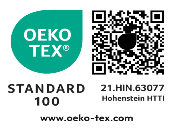 OEKO
TEX®
STANDARD
100
21.HIN.63077
Hohenstein HTTI
www.oeko-tex.com